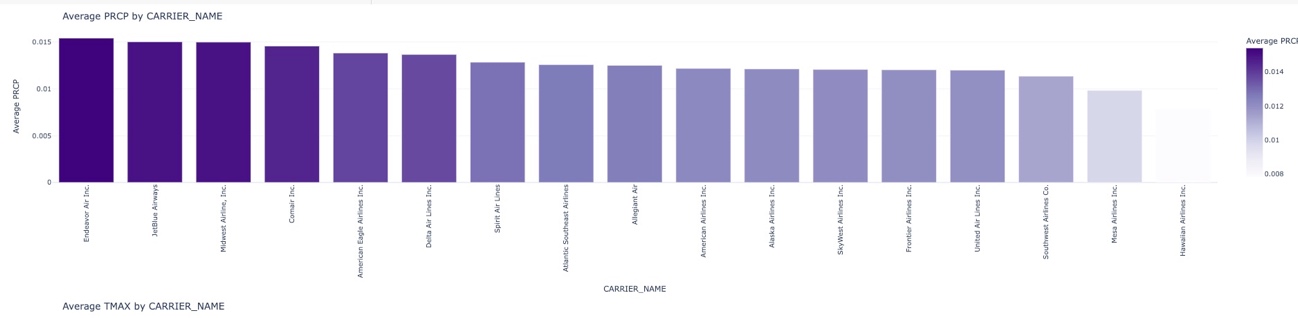 Average PRCP by CARRIER_NAME
Average PRCP
0.015
0.01
0.005
0
Endeavor Air Inc.
JetBlue Airways
Midwest Airline, Inc.
Comair Inc.
American Eagle Airlines Inc.
Delta Air Lines Inc.
Spirit Air Lines
Atlantic Southeast Airlines
Allegiant Air
American Airlines Inc.
Alaska Airlines Inc.
SkyWest Airlines Inc.
Frontier Airlines Inc.
United Air Lines Inc.
Southwest Airlines Co.
Mesa Airlines Inc.
Hawaiian Airlines Inc.
CARRIER_NAME
Average PRCP
0.014
0.012
0.01
0.008
Average TMAX by CARRIER_NAME